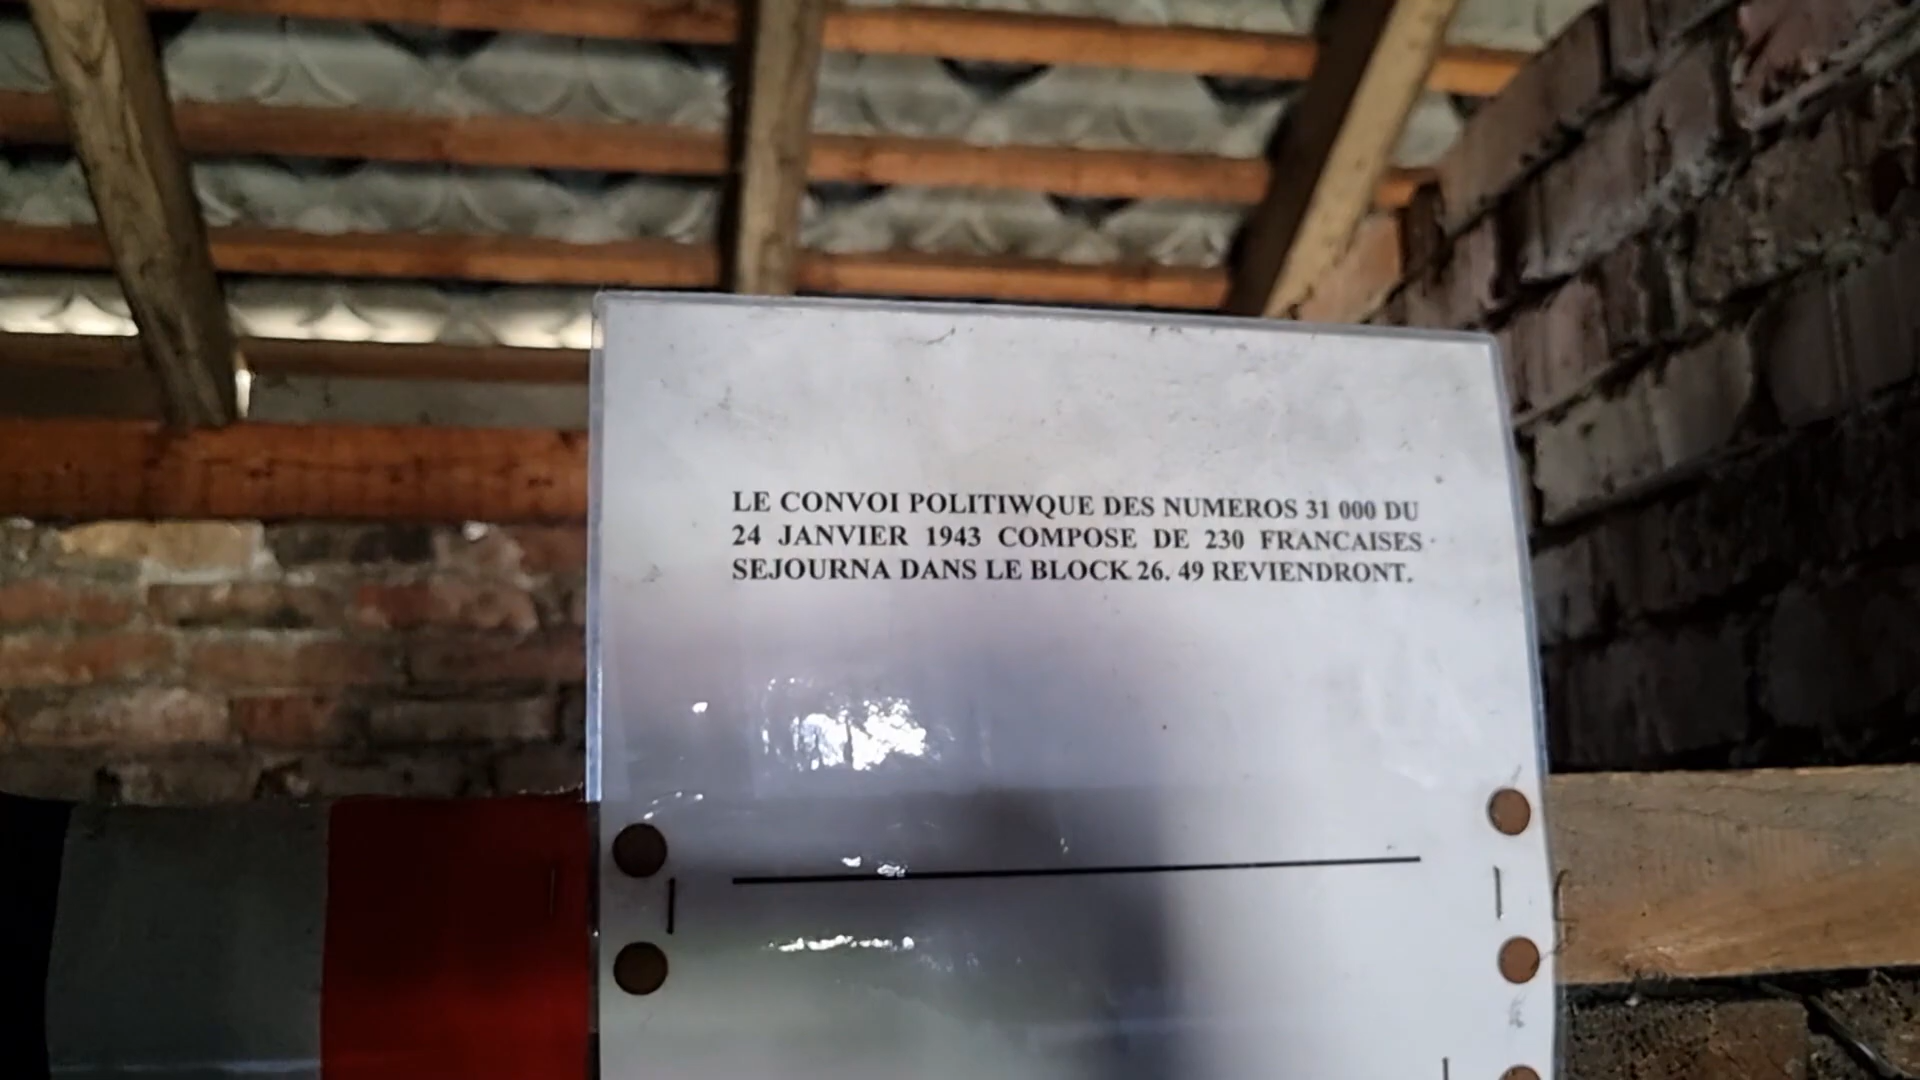 LE CONVOI POLITIWQUE DES NUMEROS 31 000 DU
24 JANVIER 1943 COMPOSE DE 230 FRANCAISES
SEJOURNA DANS LE BLOCK 26. 49 REVIENDRONT.